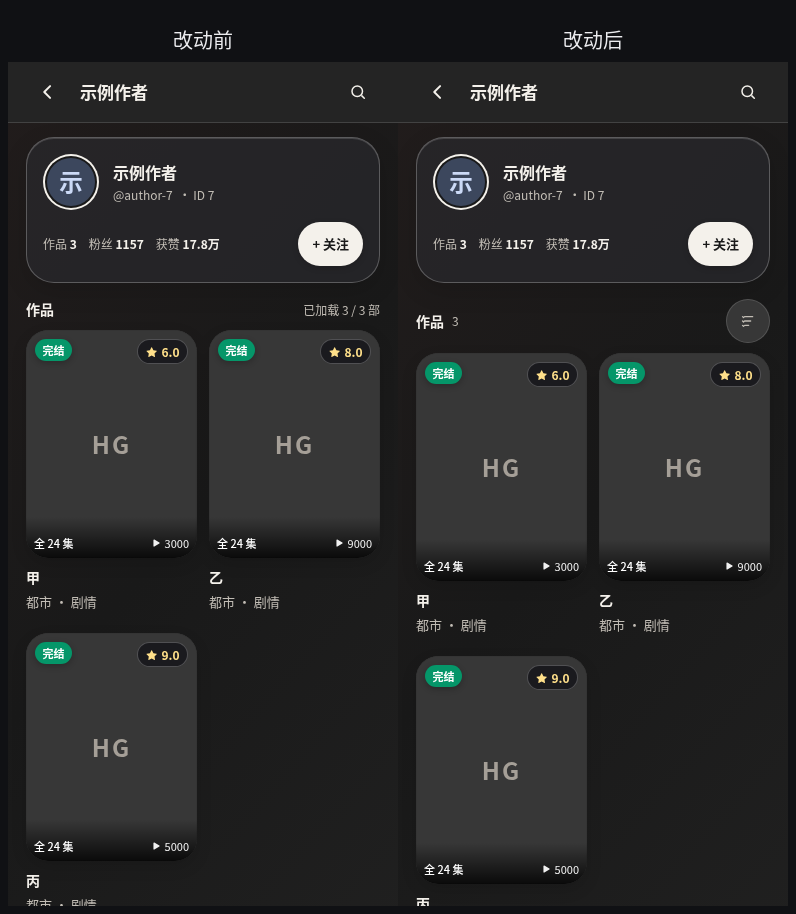 改动前
示例作者
示
示例作者
@author-7 • ID 7
作品 3 粉丝 1157 获赞 17.8万
+ 关注
作品
已加载 3 / 3 部
完结
6.0
HG
全 24 集
3000
甲
都市 • 剧情
完结
8.0
HG
全 24 集
9000
乙
都市 • 剧情
完结
9.0
HG
全 24 集
5000
丙
改动后
示例作者
示
示例作者
@author-7 • ID 7
作品 3 粉丝 1157 获赞 17.8万
+ 关注
作品 3
完结
6.0
HG
全 24 集
3000
甲
都市 • 剧情
完结
8.0
HG
全 24 集
9000
乙
都市 • 剧情
完结
9.0
HG
全 24 集
5000